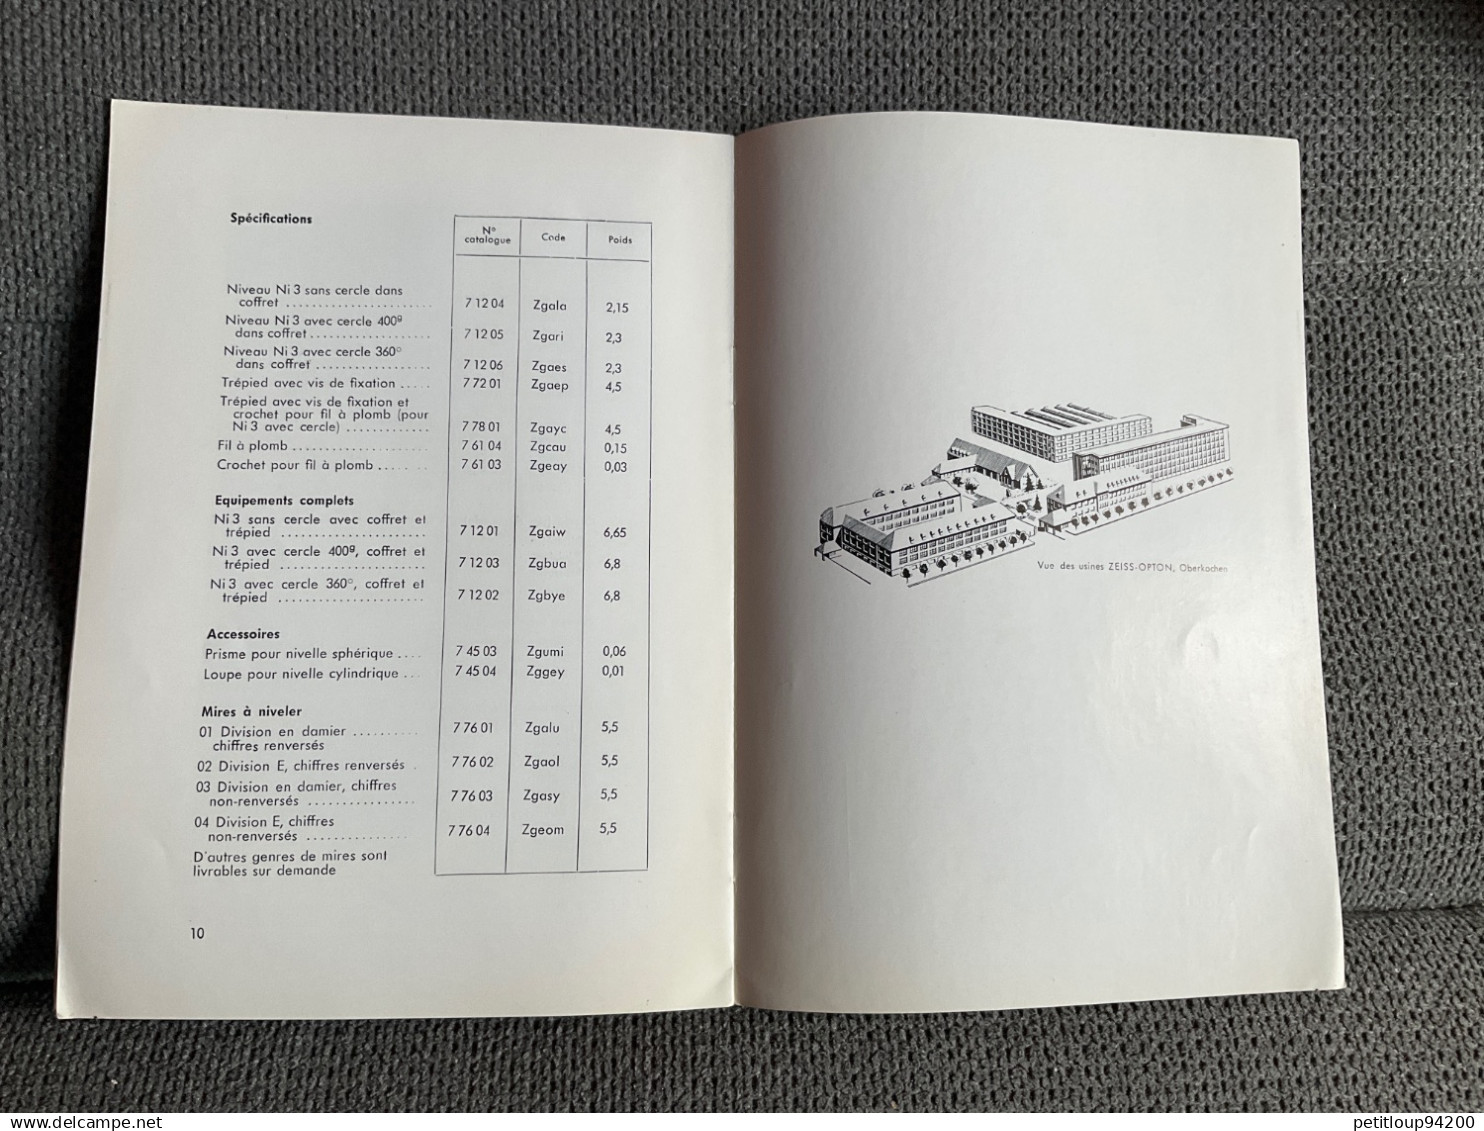 Spécifications
N° catalogue Code Poids
Niveau Ni 3 sans cercle dans
coffret ...................... 7 12 04 Zgala 2,15
Niveau Ni 3 avec cercle 400g
dans coffret .................. 7 12 05 Zgari 2,3
Niveau Ni 3 avec cercle 360°
dans coffret ................. 7 12 06 Zgaes 2,3
Trépied avec vis de fixation ..... 7 72 01 Zgaep 4,5
Trépied avec vis de fixation et
crochet pour fil à plomb (pour
Ni 3 avec cercle) ............ 7 78 01 Zgayc 4,5
Fil à plomb .................... 7 61 04 Zgcau 0,15
Crochet pour fil à plomb ....... 7 61 03 Zgeay 0,03
Equipements complets
Ni 3 sans cercle avec coffret et
trépied ..................... 7 12 01 Zgaiw 6,65
Ni 3 avec cercle 400g, coffret et
trépied ..................... 7 12 03 Zgbua 6,8
Ni 3 avec cercle 360°, coffret et
trépied ..................... 7 12 02 Zgbye 6,8
Accessoires
Prisme pour nivelle sphérique .... 7 45 03 Zgumi 0,06
Loupe pour nivelle cylindrique ... 7 45 04 Zggey 0,01
Mires à niveler
01 Division en damier .......... 7 76 01 Zgalu 5,5
chiffres renversés
02 Division E, chiffres renversés . 7 76 02 Zgaol 5,5
03 Division en damier, chiffres
non-renversés ................ 7 76 03 Zgasy 5,5
04 Division E, chiffres
non-renversés ............... 7 76 04 Zgeom 5,5
D'autres genres de mires sont
livrables sur demande
10
Vue des usines ZEISS-OPTON, Oberkochen
petitloup94200